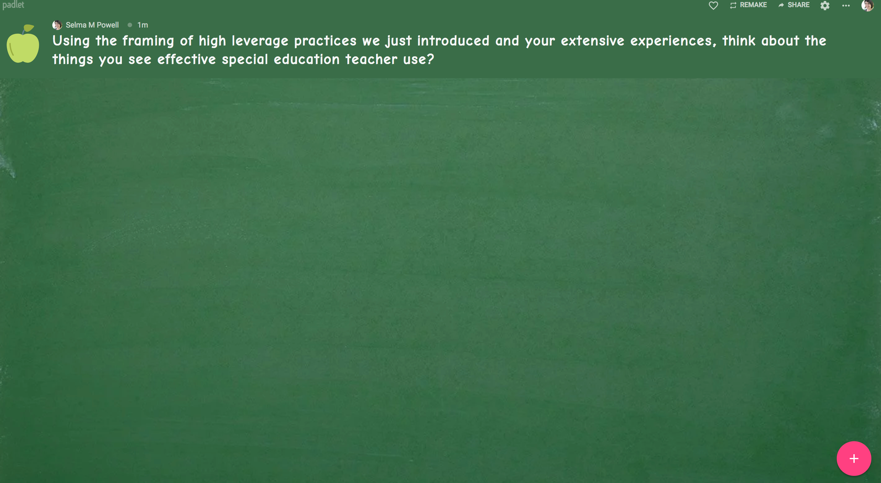 padlet
REMAKE
SHARE
Selma M Powell 1m
Using the framing of high leverage practices we just introduced and your extensive experiences, think about the
things you see effective special education teacher use?